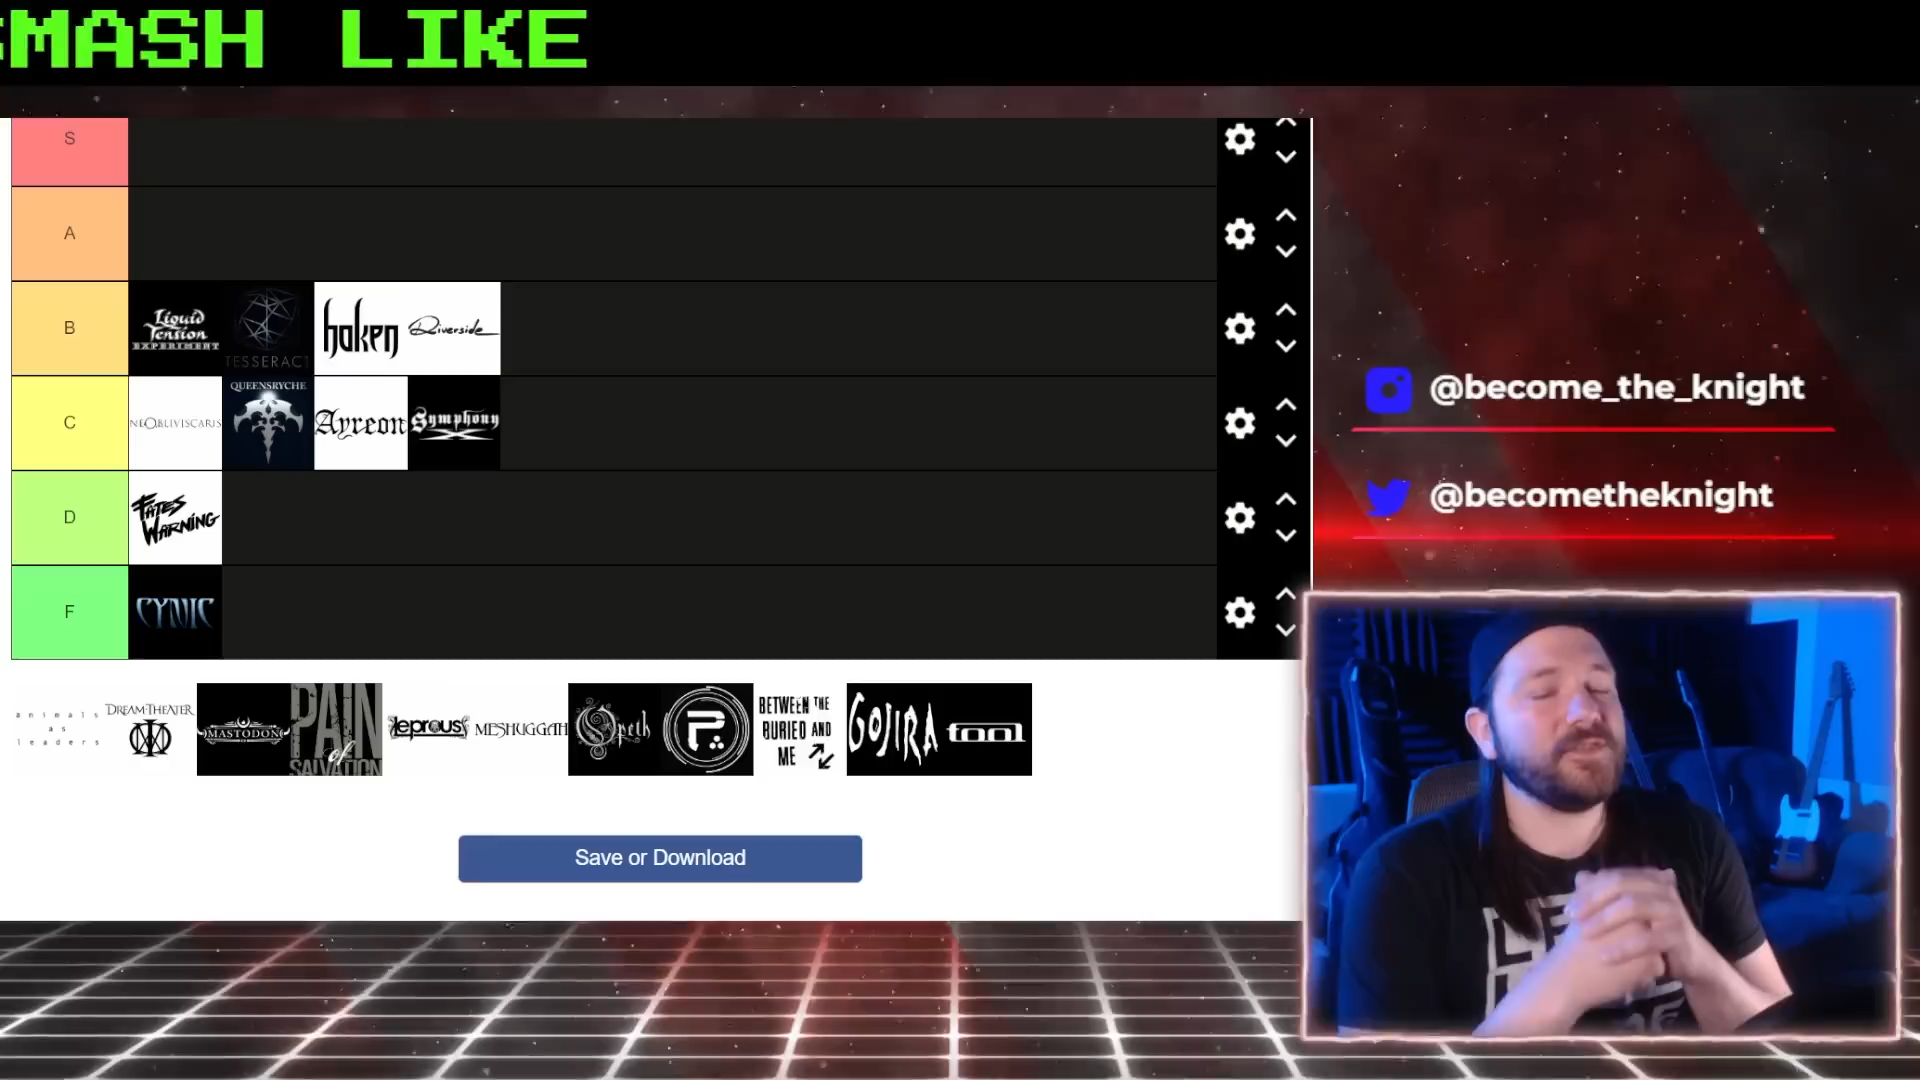 SMASH LIKE
S
A
B
Liquid Tension EXPERIMENT
TESSERACT
haken
Riverside
C
NE OBLIVISCARIS
QUEENSRYCHE
Ayreon
Symphony X
D
FATES WARNING
F
CYNIC
animals as leaders
DREAM THEATER
MASTODON
PAIN of SALVATION
leprous
MESHUGGAH
Opeth
P
BETWEEN THE BURIED AND ME
GOJIRA
TOOL
Save or Download
@become_the_knight
@becometheknight